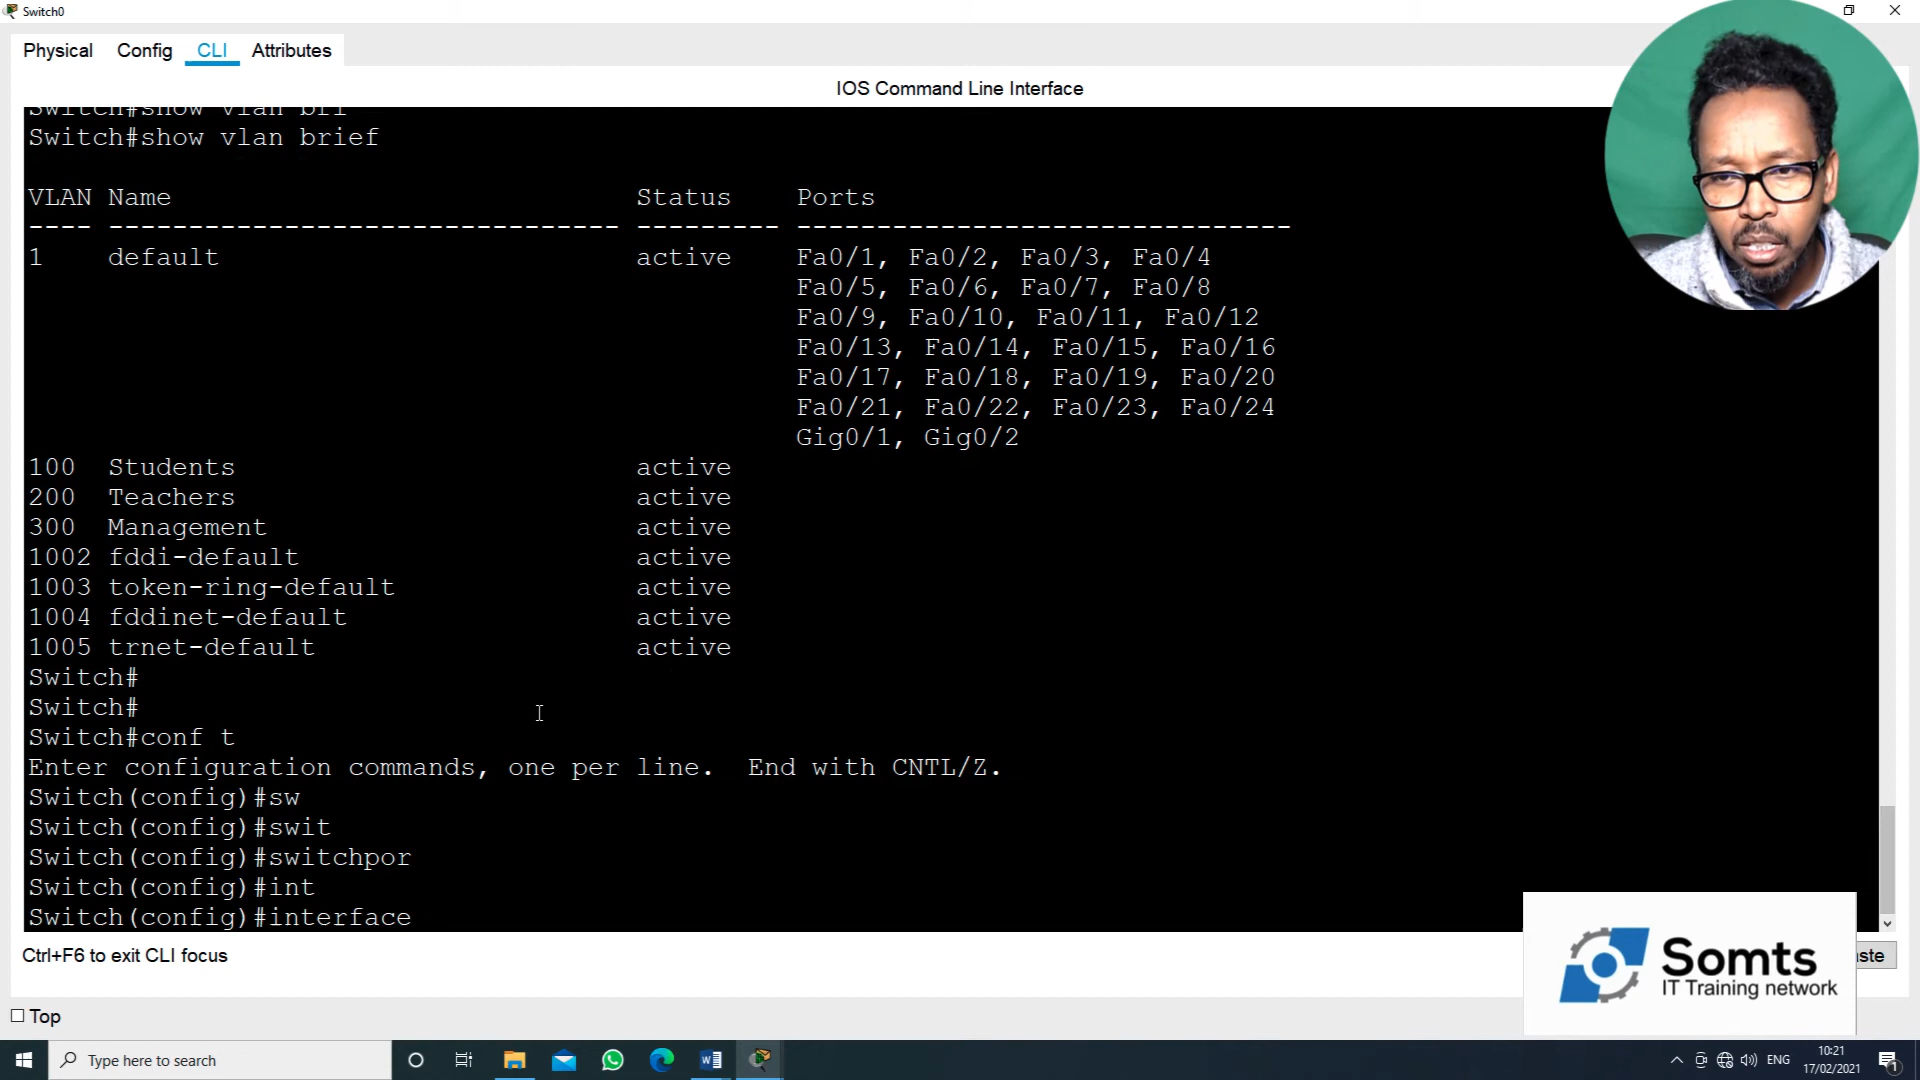 Switch0
Physical Config CLI Attributes
IOS Command Line Interface
Switch#show vlan bri
Switch#show vlan brief
VLAN Name Status Ports
---- -------------------------------- --------- -------------------------------
1 default active Fa0/1, Fa0/2, Fa0/3, Fa0/4
Fa0/5, Fa0/6, Fa0/7, Fa0/8
Fa0/9, Fa0/10, Fa0/11, Fa0/12
Fa0/13, Fa0/14, Fa0/15, Fa0/16
Fa0/17, Fa0/18, Fa0/19, Fa0/20
Fa0/21, Fa0/22, Fa0/23, Fa0/24
Gig0/1, Gig0/2
100 Students active
200 Teachers active
300 Management active
1002 fddi-default active
1003 token-ring-default active
1004 fddinet-default active
1005 trnet-default active
Switch#
Switch#
Switch#conf t
Enter configuration commands, one per line. End with CNTL/Z.
Switch(config)#sw
Switch(config)#swit
Switch(config)#switchpor
Switch(config)#int
Switch(config)#interface
Ctrl+F6 to exit CLI focus
Somts
IT Training network
Top
Type here to search
ENG
10:21
17/02/2021
1